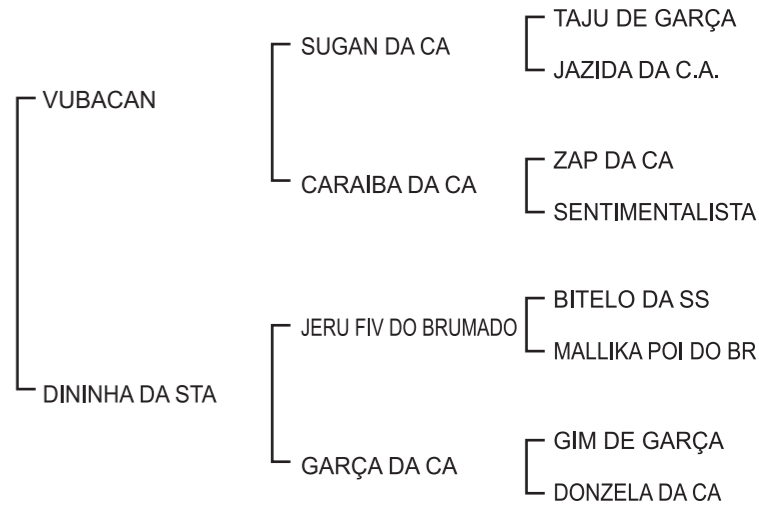 TAJU DE GARÇA
SUGAN DA CA
JAZIDA DA C.A.
VUBACAN
ZAP DA CA
CARAIBA DA CA
SENTIMENTALISTA
BITELO DA SS
JERU FIV DO BRUMADO
MALLIKA POI DO BR
DININHA DA STA
GIM DE GARÇA
GARÇA DA CA
DONZELA DA CA